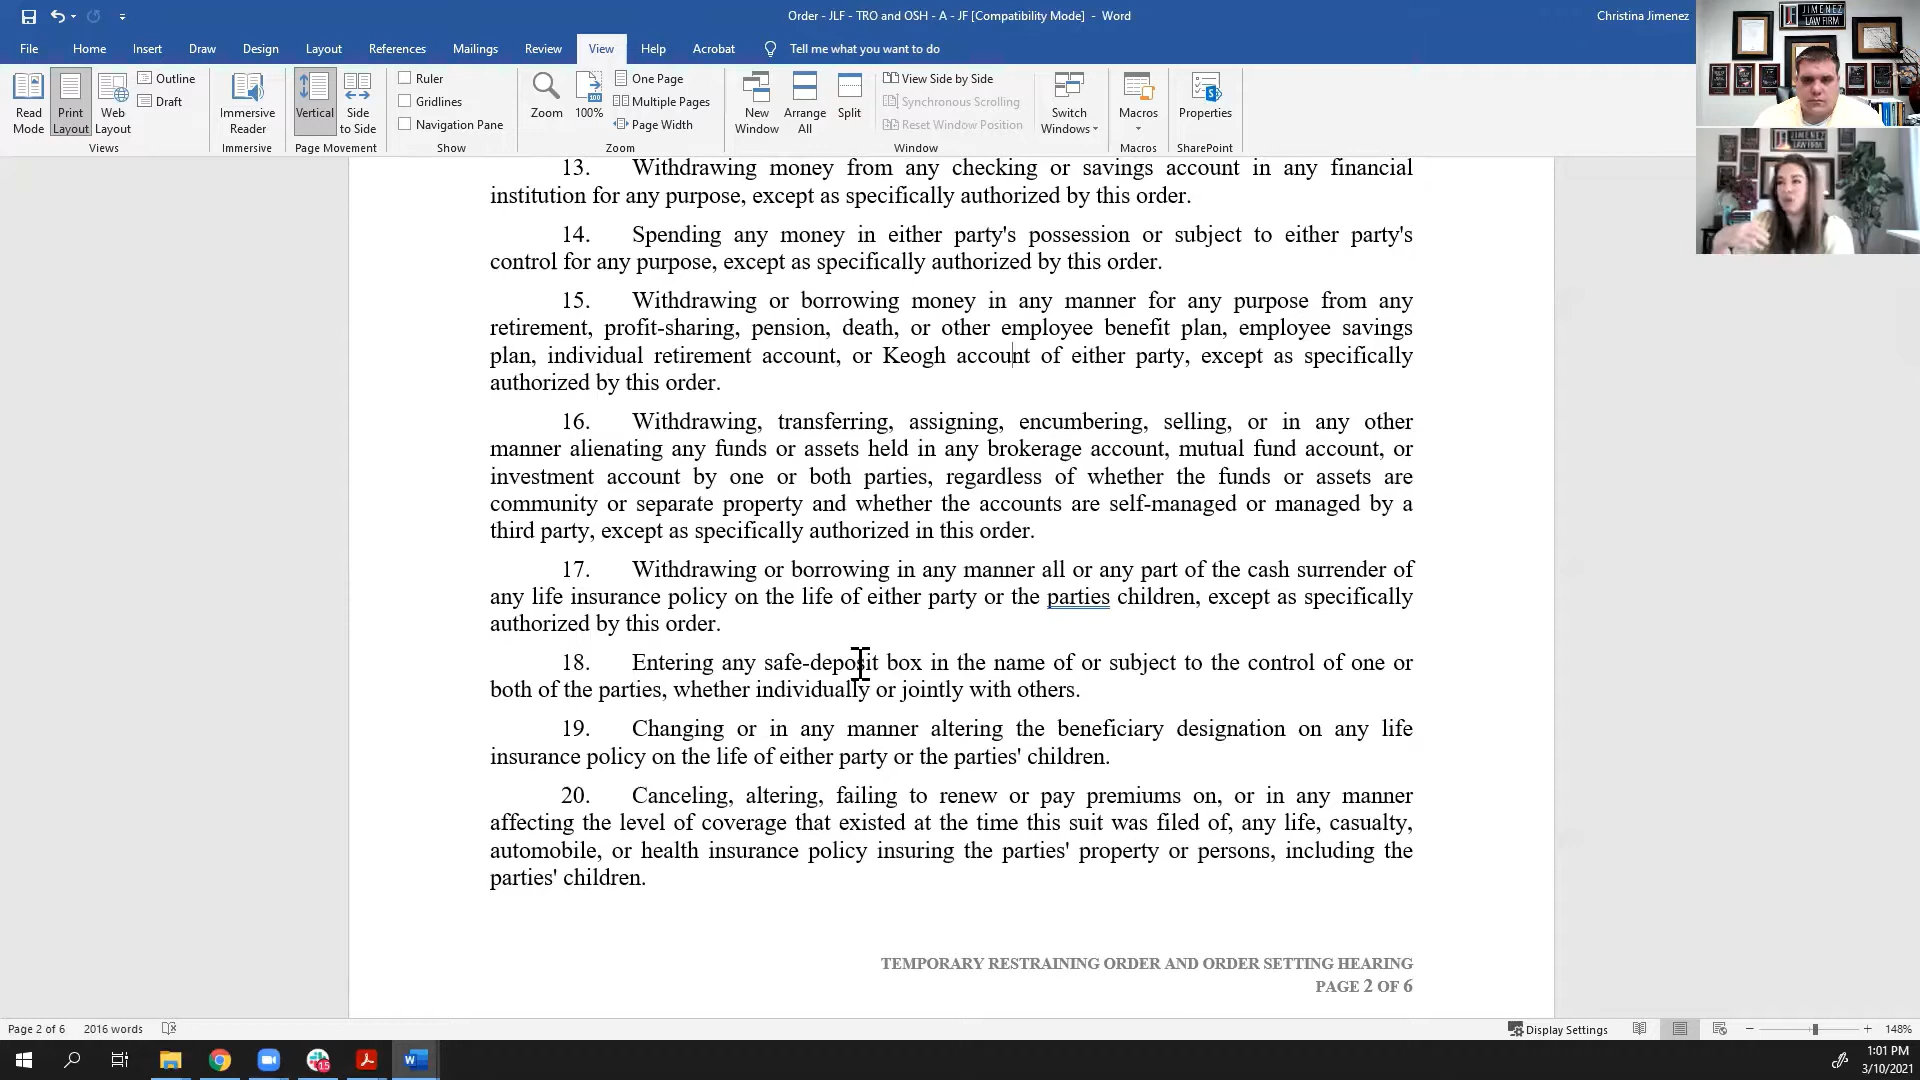 Order - JLF - TRO and OSH - A - JF [Compatibility Mode] - Word
Christina Jimenez
File Home Insert Draw Design Layout References Mailings Review View Help Acrobat Tell me what you want to do
Read Mode
Print Layout
Web Layout
Outline
Draft
Views
Immersive Reader
Immersive
Vertical
Side to Side
Page Movement
Ruler
Gridlines
Navigation Pane
Show
Zoom
100
100%
One Page
Multiple Pages
Page Width
Zoom
New Window
Arrange All
Split
View Side by Side
Synchronous Scrolling
Reset Window Position
Window
Switch Windows
Macros
Macros
Properties
SharePoint
JIMENEZ
LAW FIRM
JIMENEZ
LAW FIRM
13. Withdrawing money from any checking or savings account in any financial
institution for any purpose, except as specifically authorized by this order.
14. Spending any money in either party's possession or subject to either party's
control for any purpose, except as specifically authorized by this order.
15. Withdrawing or borrowing money in any manner for any purpose from any
retirement, profit-sharing, pension, death, or other employee benefit plan, employee savings
plan, individual retirement account, or Keogh account of either party, except as specifically
authorized by this order.
16. Withdrawing, transferring, assigning, encumbering, selling, or in any other
manner alienating any funds or assets held in any brokerage account, mutual fund account, or
investment account by one or both parties, regardless of whether the funds or assets are
community or separate property and whether the accounts are self-managed or managed by a
third party, except as specifically authorized in this order.
17. Withdrawing or borrowing in any manner all or any part of the cash surrender of
any life insurance policy on the life of either party or the parties children, except as specifically
authorized by this order.
18. Entering any safe-deposit box in the name of or subject to the control of one or
both of the parties, whether individually or jointly with others.
19. Changing or in any manner altering the beneficiary designation on any life
insurance policy on the life of either party or the parties' children.
20. Canceling, altering, failing to renew or pay premiums on, or in any manner
affecting the level of coverage that existed at the time this suit was filed of, any life, casualty,
automobile, or health insurance policy insuring the parties' property or persons, including the
parties' children.
TEMPORARY RESTRAINING ORDER AND ORDER SETTING HEARING
PAGE 2 OF 6
Page 2 of 6 2016 words
Display Settings
148%
15
1:01 PM
3/10/2021